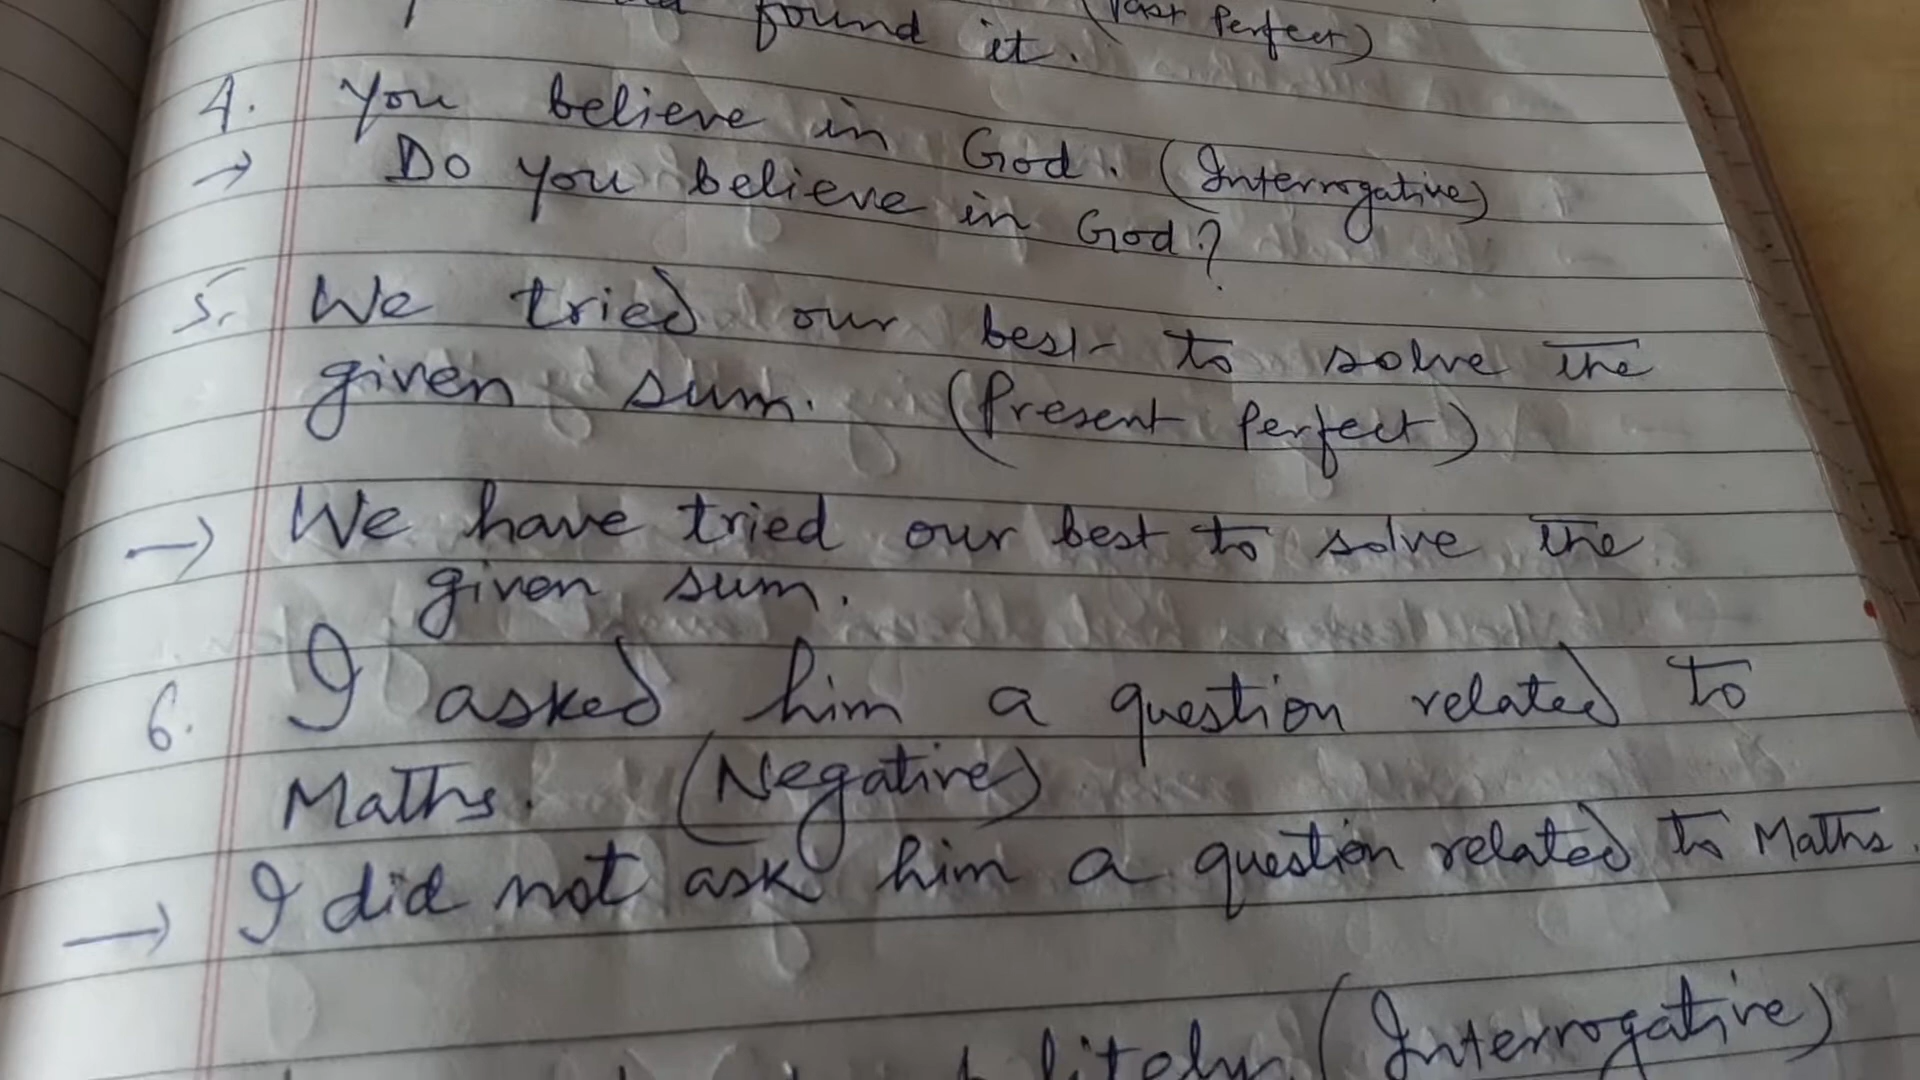 found it. (Past Perfect)
4. You believe in God. (Interrogative)
→ Do you believe in God?
5. We tried our best to solve the
given sum. (Present Perfect)
→ We have tried our best to solve the
given sum.
6. I asked him a question related to
Maths. (Negative)
→ I did not ask him a question related to Maths.
(Interrogative)